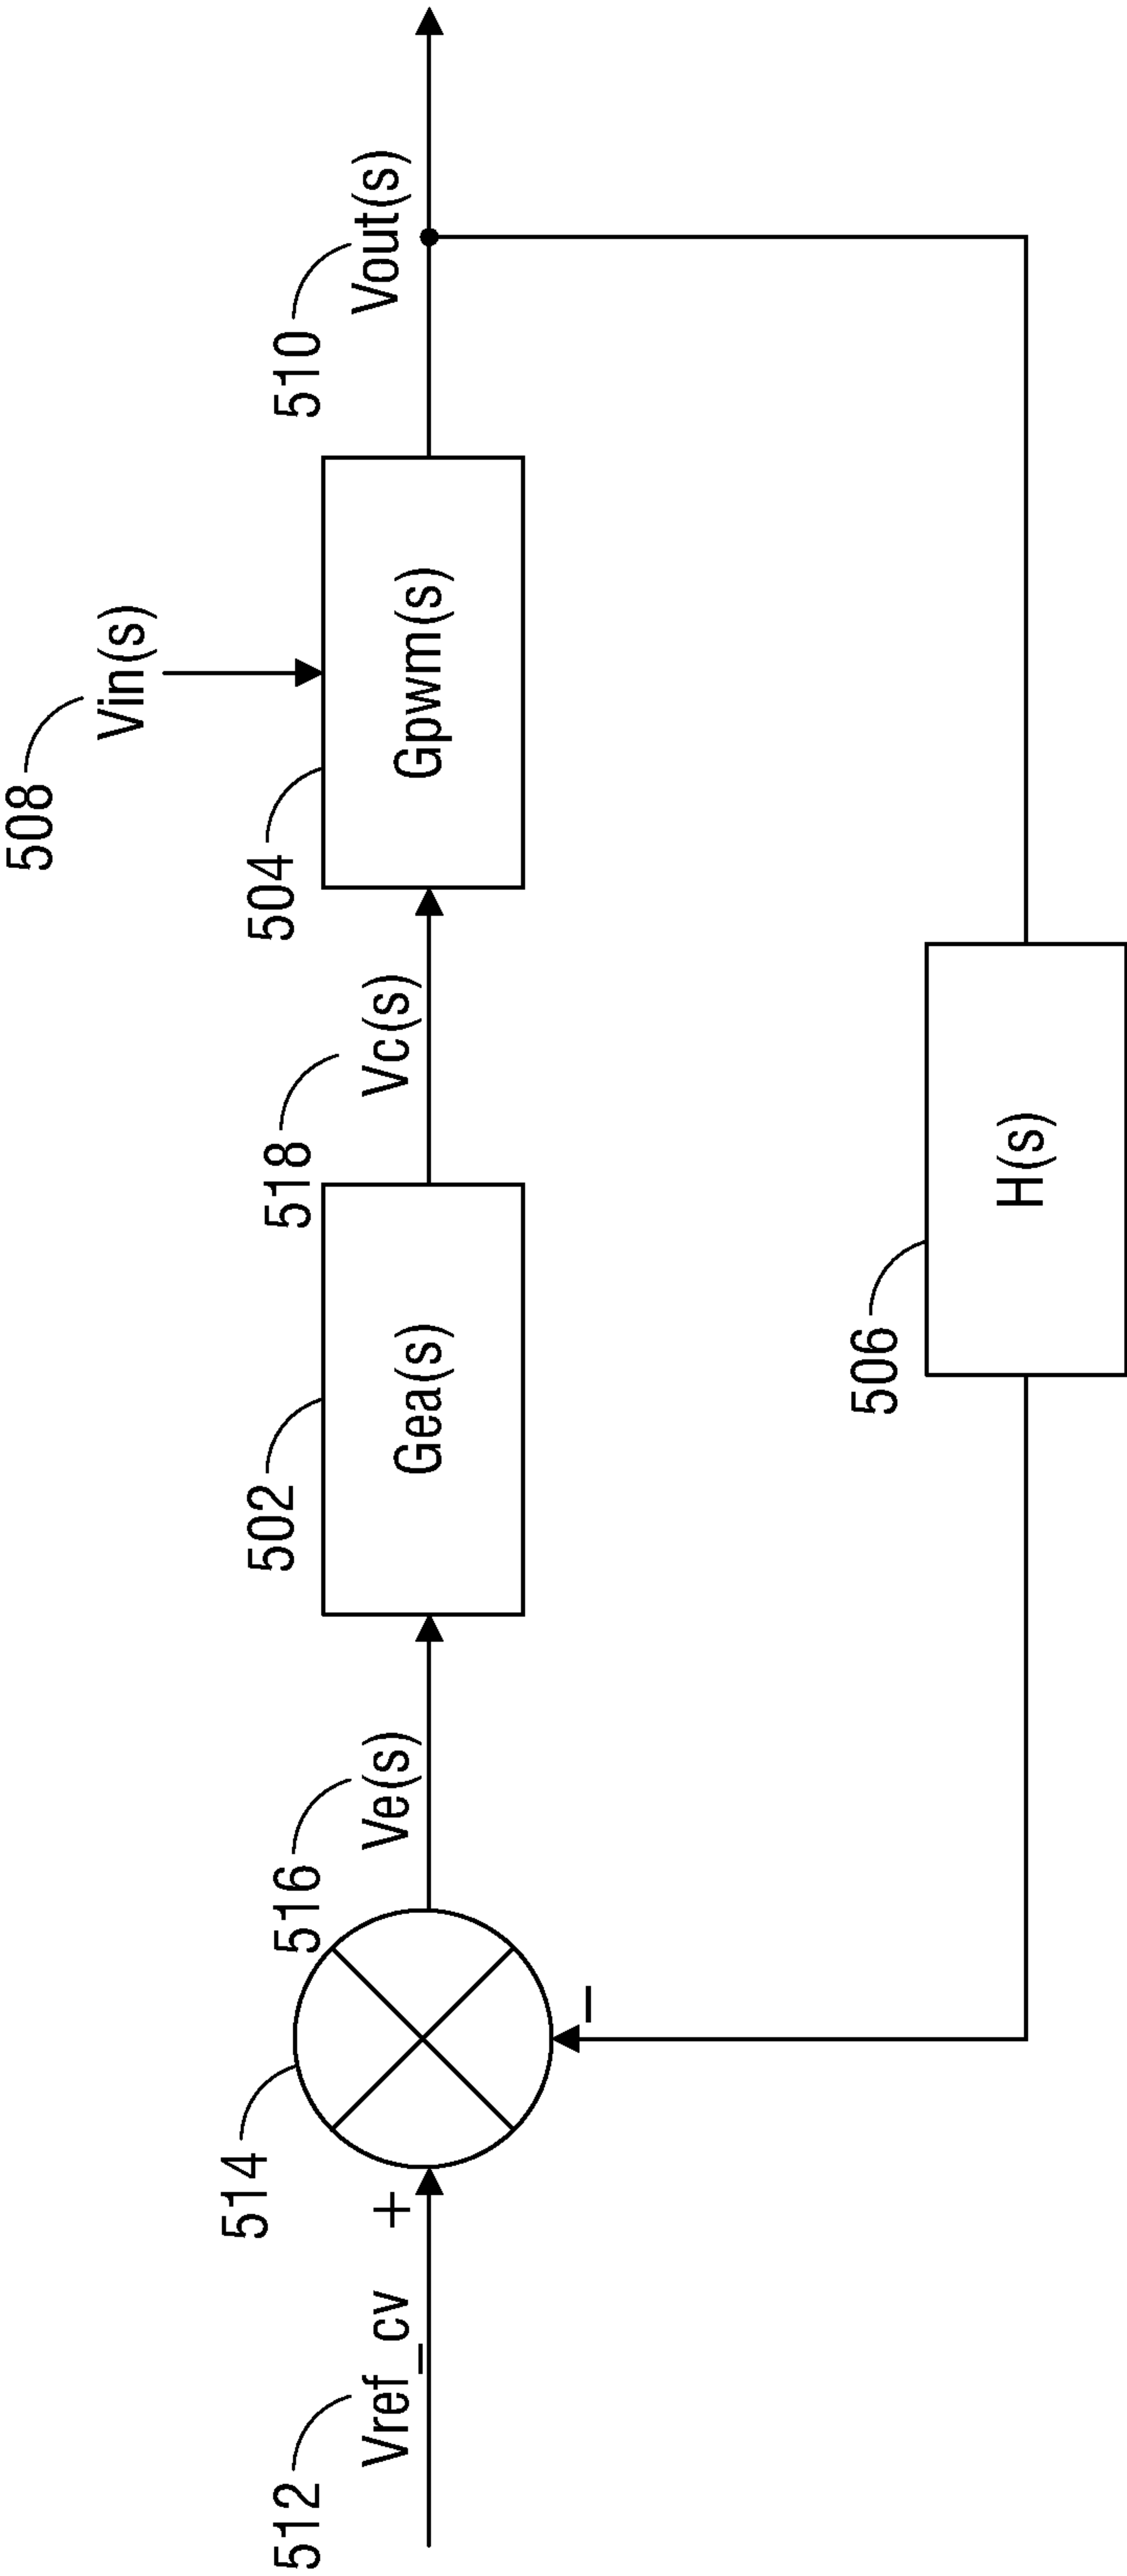 508
Vin(s)
512
Vref_cv
+
514
−
516
Ve(s)
502
Gea(s)
518
Vc(s)
504
Gpwm(s)
510
Vout(s)
506
H(s)